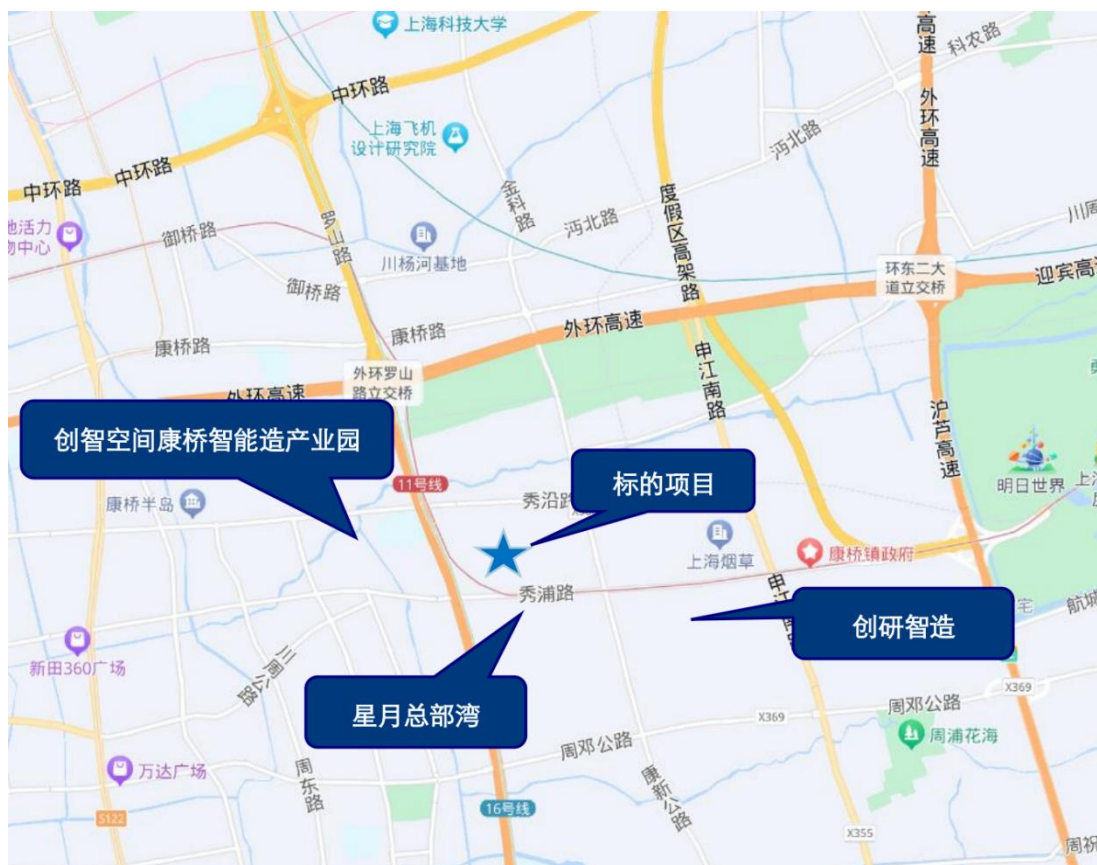 上海科技大学
科农路
中环路
外环高速
上海飞机
设计研究院
沔北路
中环路
中环路
金科路
度假区高架路
罗山路
御桥路
沔北路
川杨河基地
环东二大
道立交桥
迎宾高
御桥路
康桥路
外环高速
康桥路
外环罗山
路立交桥
申江南路
外环高速
沪芦高速
创智空间康桥智能造产业园
标的项目
11号线
明日世界
康桥半岛
秀沿路
上海烟草
康桥镇政府
秀浦路
创研智造
航城
新田360广场
川周公路
星月总部湾
X369
周邓公路
X369
周邓公路
周浦花海
万达广场
周东路
康新公路
S122
16号线
X355
周祝